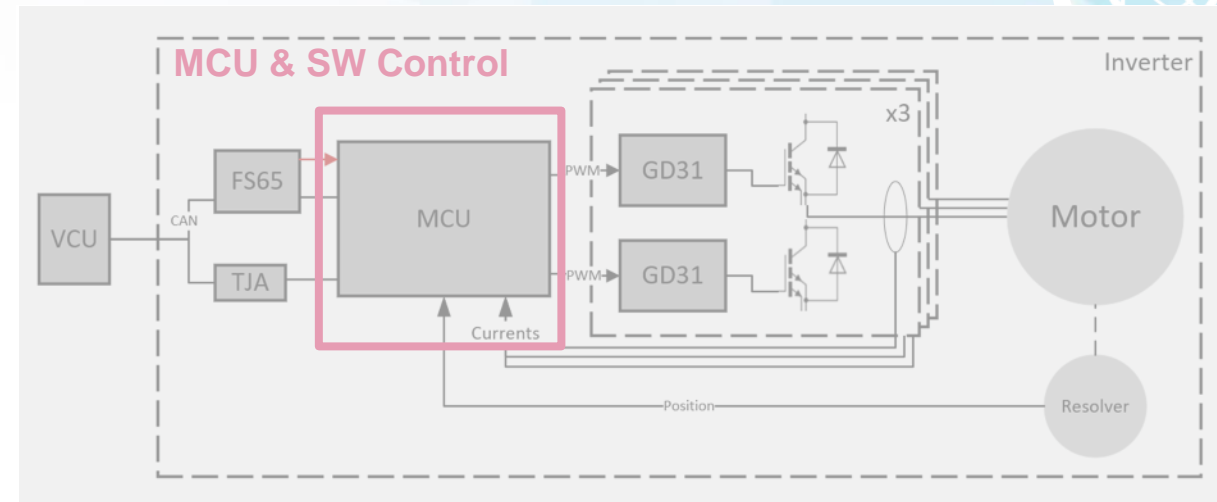 MCU & SW Control
Inverter
x3
FS65
PWM
GD31
VCU
CAN
MCU
Motor
TJA
PWM
GD31
Currents
Position
Resolver